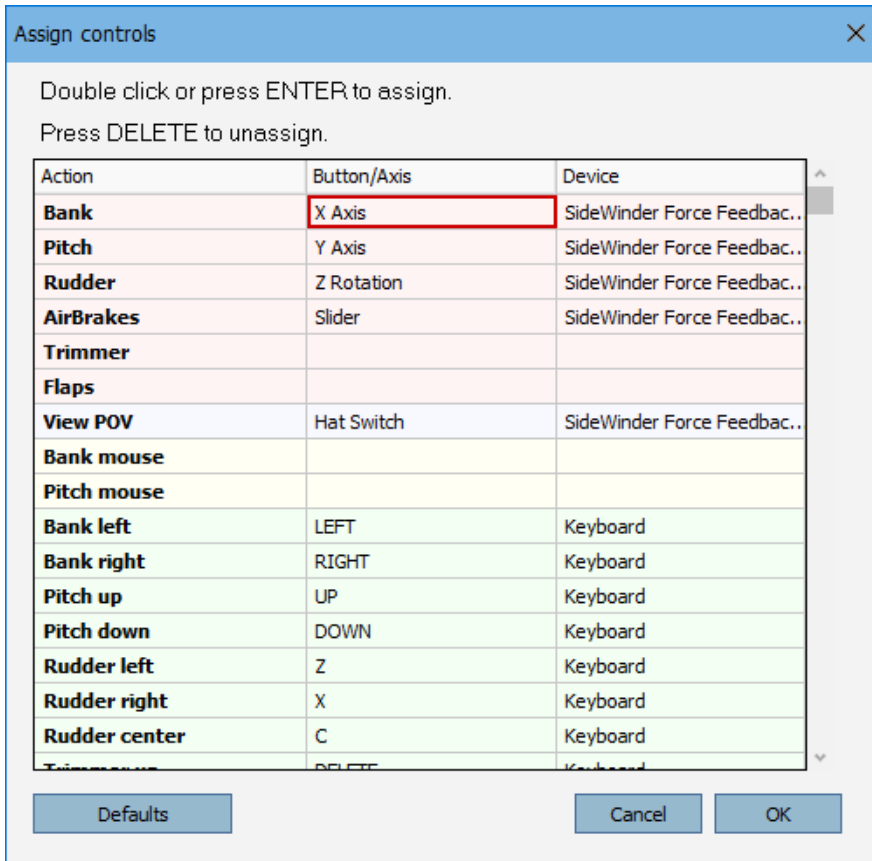 Assign controls
Double click or press ENTER to assign.
Press DELETE to unassign.
Action Button/Axis Device
Bank X Axis SideWinder Force Feedbac...
Pitch Y Axis SideWinder Force Feedbac...
Rudder Z Rotation SideWinder Force Feedbac...
AirBrakes Slider SideWinder Force Feedbac...
Trimmer
Flaps
View POV Hat Switch SideWinder Force Feedbac...
Bank mouse
Pitch mouse
Bank left LEFT Keyboard
Bank right RIGHT Keyboard
Pitch up UP Keyboard
Pitch down DOWN Keyboard
Rudder left Z Keyboard
Rudder right X Keyboard
Rudder center C Keyboard
Trimmer up DELETE Keyboard
Defaults Cancel OK